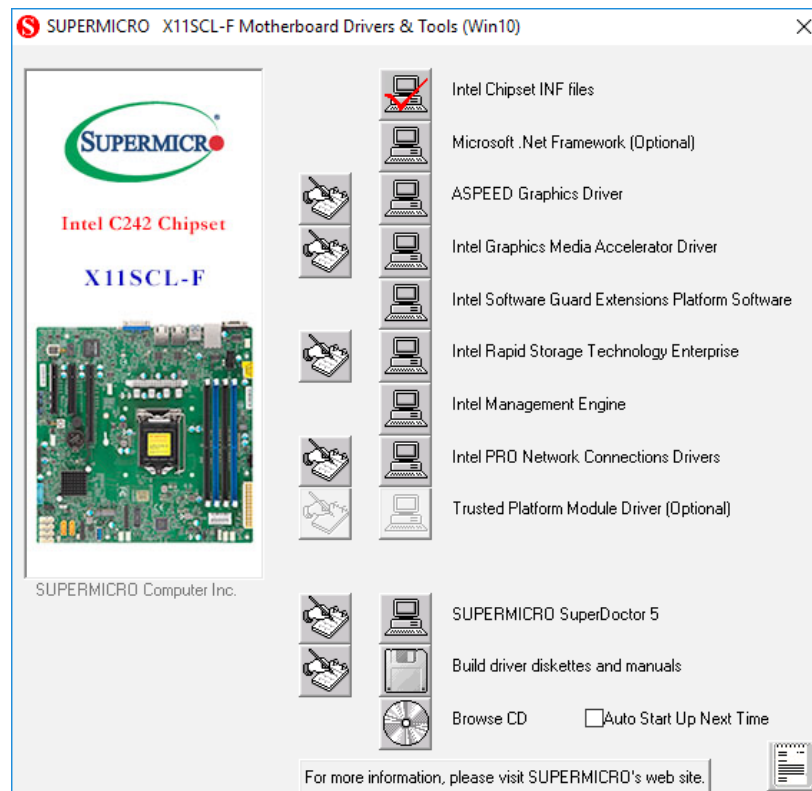 SUPERMICRO X11SCL-F Motherboard Drivers & Tools (Win10)
SUPERMICRO
Intel C242 Chipset
X11SCL-F
SUPERMICRO Computer Inc.
Intel Chipset INF files
Microsoft .Net Framework (Optional)
ASPEED Graphics Driver
Intel Graphics Media Accelerator Driver
Intel Software Guard Extensions Platform Software
Intel Rapid Storage Technology Enterprise
Intel Management Engine
Intel PRO Network Connections Drivers
Trusted Platform Module Driver (Optional)
SUPERMICRO SuperDoctor 5
Build driver diskettes and manuals
Browse CD
Auto Start Up Next Time
For more information, please visit SUPERMICRO's web site.